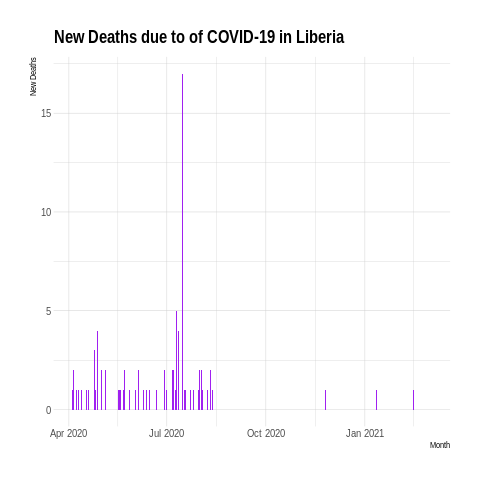 New Deaths due to of COVID-19 in Liberia
New Deaths
15
10
5
0
Apr 2020
Jul 2020
Oct 2020
Jan 2021
Month